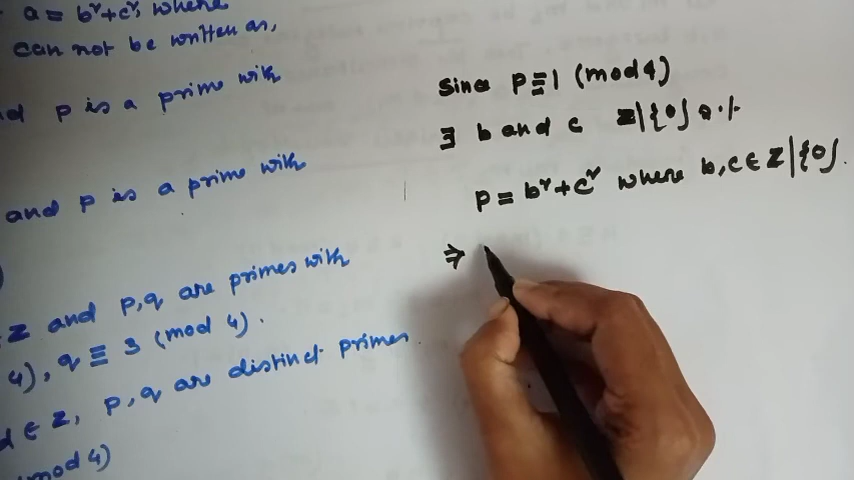 a = b² + c², where
can not be written as,
p is a prime with
and p is a prime with
Z and p, q are primes with
4), q ≡ 3 (mod 4).
d ∈ Z, p, q are distinct primes
(mod 4)
Since p ≡ 1 (mod 4)
∃ b and c Z|{0} s.t.
p = b² + c² where b, c ∈ Z|{0}.
⇒